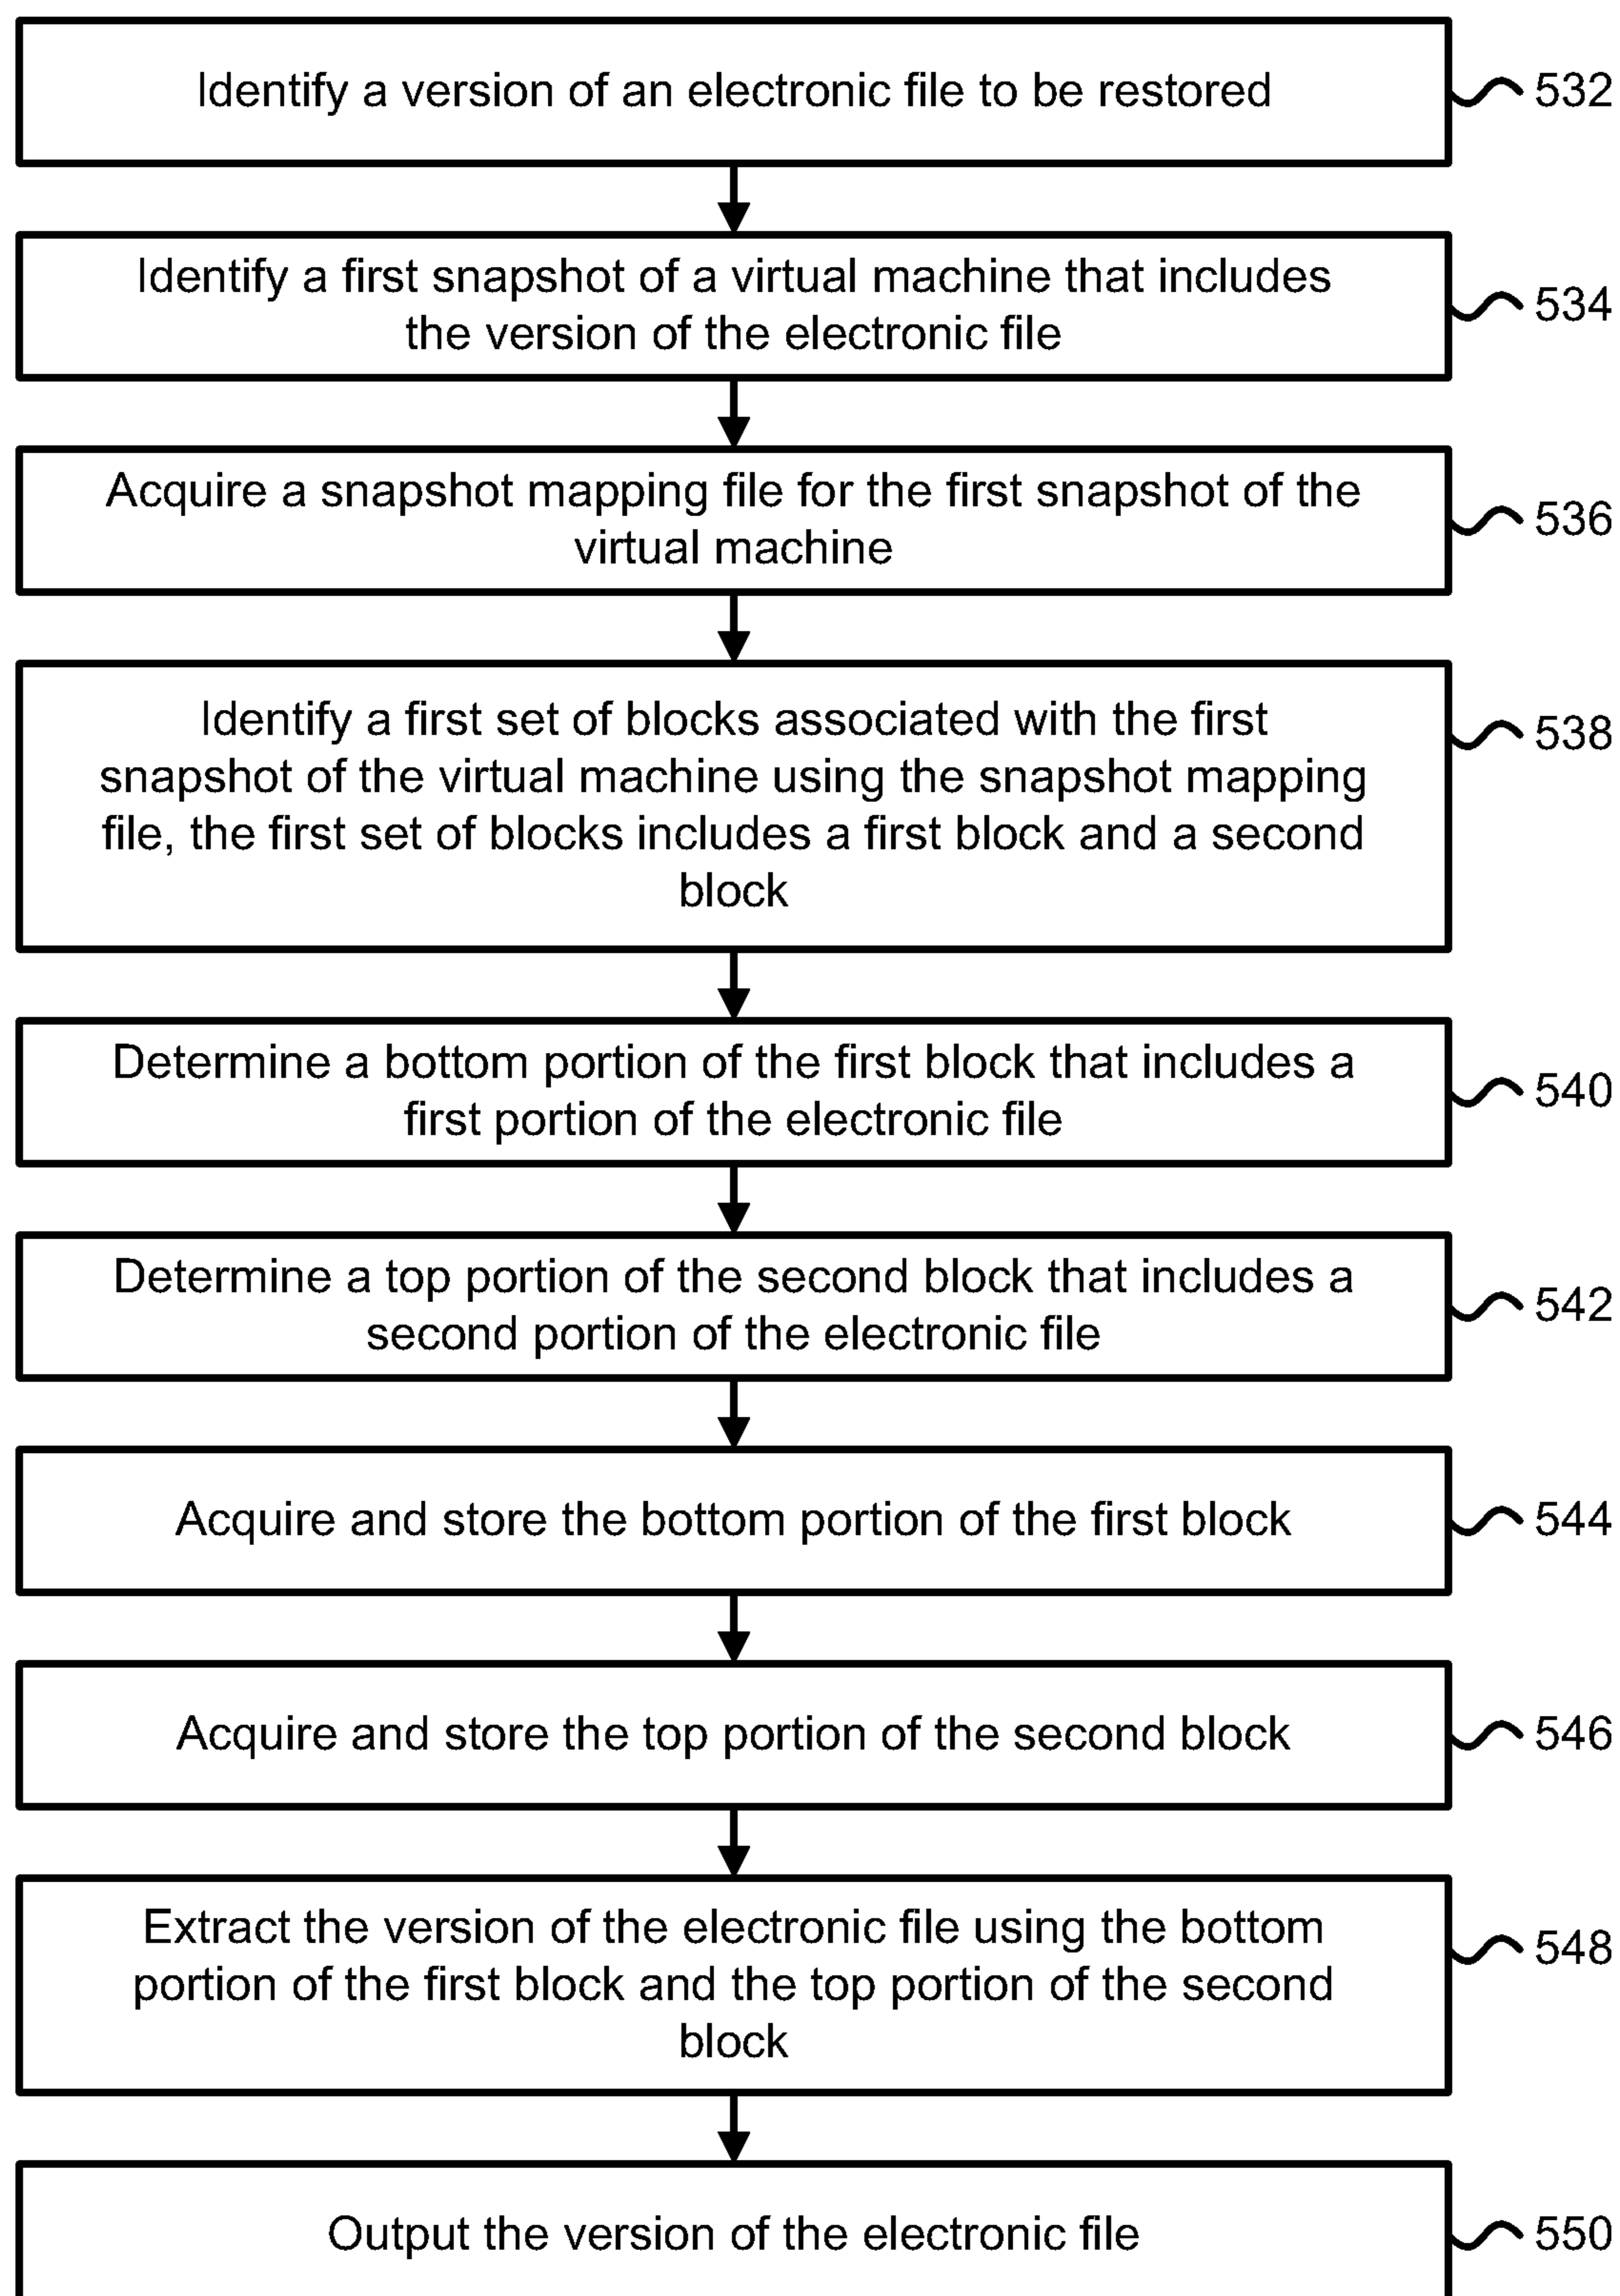 Identify a version of an electronic file to be restored
532
Identify a first snapshot of a virtual machine that includes
the version of the electronic file
534
Acquire a snapshot mapping file for the first snapshot of the
virtual machine
536
Identify a first set of blocks associated with the first
snapshot of the virtual machine using the snapshot mapping
file, the first set of blocks includes a first block and a second
block
538
Determine a bottom portion of the first block that includes a
first portion of the electronic file
540
Determine a top portion of the second block that includes a
second portion of the electronic file
542
Acquire and store the bottom portion of the first block
544
Acquire and store the top portion of the second block
546
Extract the version of the electronic file using the bottom
portion of the first block and the top portion of the second
block
548
Output the version of the electronic file
550